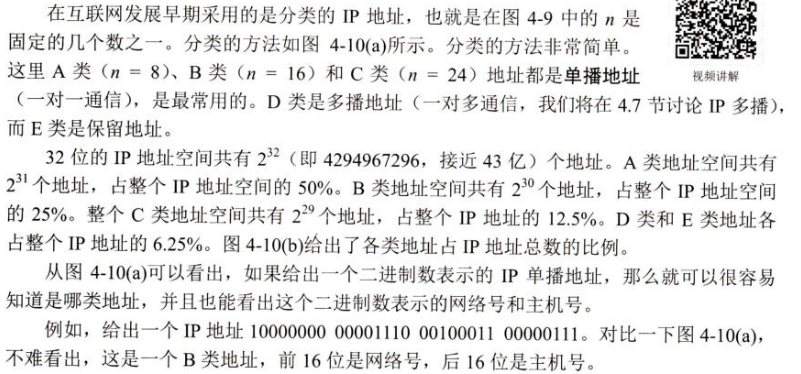 在互联网发展早期采用的是分类的 IP 地址，也就是在图 4-9 中的 n 是
固定的几个数之一。分类的方法如图 4-10(a)所示。分类的方法非常简单。
这里 A 类（n = 8）、B 类（n = 16）和 C 类（n = 24）地址都是单播地址
视频讲解
（一对一通信），是最常用的。D 类是多播地址（一对多通信，我们将在 4.7 节讨论 IP 多播），
而 E 类是保留地址。
32 位的 IP 地址空间共有 2³²（即 4294967296，接近 43 亿）个地址。A 类地址空间共有
2³¹ 个地址，占整个 IP 地址空间的 50%。B 类地址空间共有 2³⁰ 个地址，占整个 IP 地址空间
的 25%。整个 C 类地址空间共有 2²⁹ 个地址，占整个 IP 地址的 12.5%。D 类和 E 类地址各
占整个 IP 地址的 6.25%。图 4-10(b)给出了各类地址占 IP 地址总数的比例。
从图 4-10(a)可以看出，如果给出一个二进制数表示的 IP 单播地址，那么就可以很容易
知道是哪类地址，并且也能看出这个二进制数表示的网络号和主机号。
例如，给出一个 IP 地址 10000000 00001110 00100011 00000111。对比一下图 4-10(a)，
不难看出，这是一个 B 类地址，前 16 位是网络号，后 16 位是主机号。